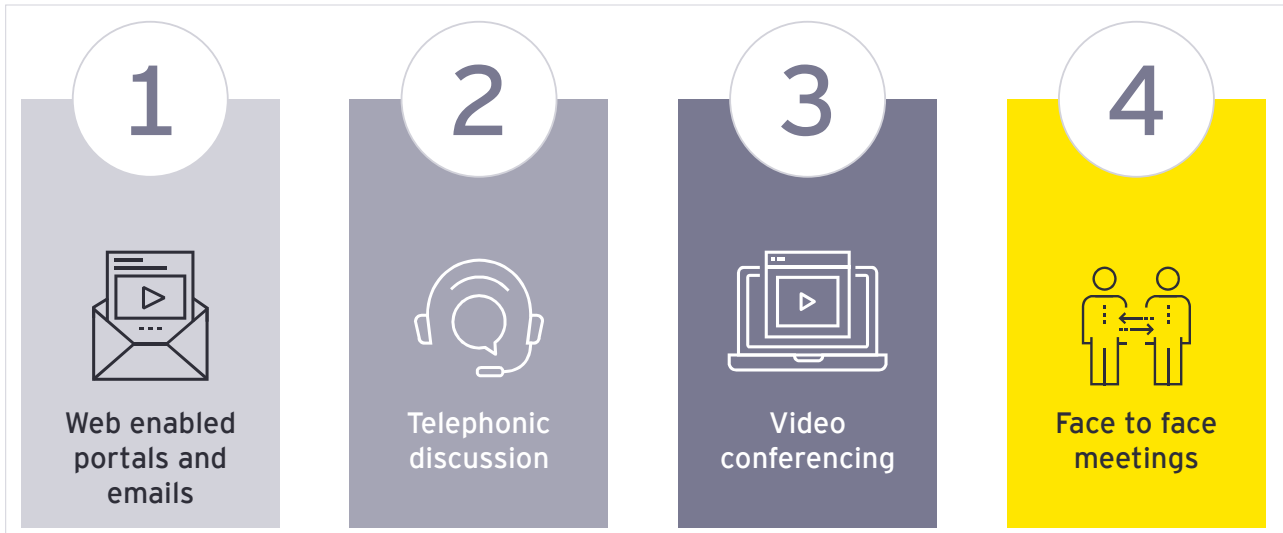 1
Web enabled
portals and
emails
2
Telephonic
discussion
3
Video
conferencing
4
Face to face
meetings